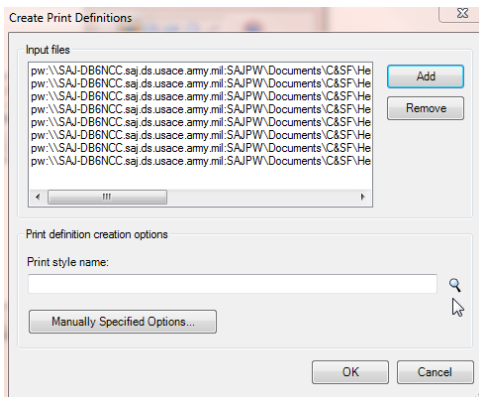 Create Print Definitions
Input files
pw:\\SAJ-DB6NCC.saj.ds.usace.army.mil:SAJPW\Documents\C&SF\He
pw:\\SAJ-DB6NCC.saj.ds.usace.army.mil:SAJPW\Documents\C&SF\He
pw:\\SAJ-DB6NCC.saj.ds.usace.army.mil:SAJPW\Documents\C&SF\He
pw:\\SAJ-DB6NCC.saj.ds.usace.army.mil:SAJPW\Documents\C&SF\He
pw:\\SAJ-DB6NCC.saj.ds.usace.army.mil:SAJPW\Documents\C&SF\He
pw:\\SAJ-DB6NCC.saj.ds.usace.army.mil:SAJPW\Documents\C&SF\He
pw:\\SAJ-DB6NCC.saj.ds.usace.army.mil:SAJPW\Documents\C&SF\He
pw:\\SAJ-DB6NCC.saj.ds.usace.army.mil:SAJPW\Documents\C&SF\He
Add
Remove
Print definition creation options
Print style name:
Manually Specified Options...
OK
Cancel